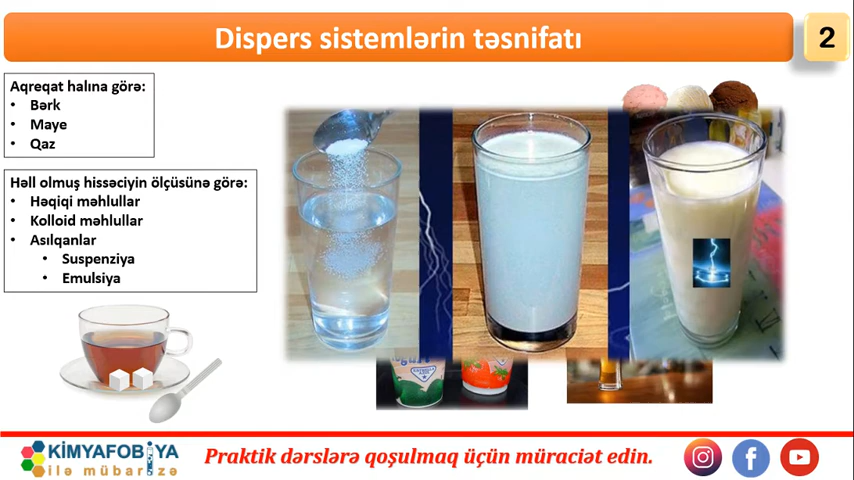 Dispers sistemlərin təsnifatı
2
Aqreqat halına görə:
• Bərk
• Maye
• Qaz
Həll olmuş hissəciyin ölçüsünə görə:
• Həqiqi məhlullar
• Kolloid məhlullar
• Asılqanlar
• Suspenziya
• Emulsiya
KİMYAFOBİYA
ilə mübarizə
Praktik dərslərə qoşulmaq üçün müraciət edin.